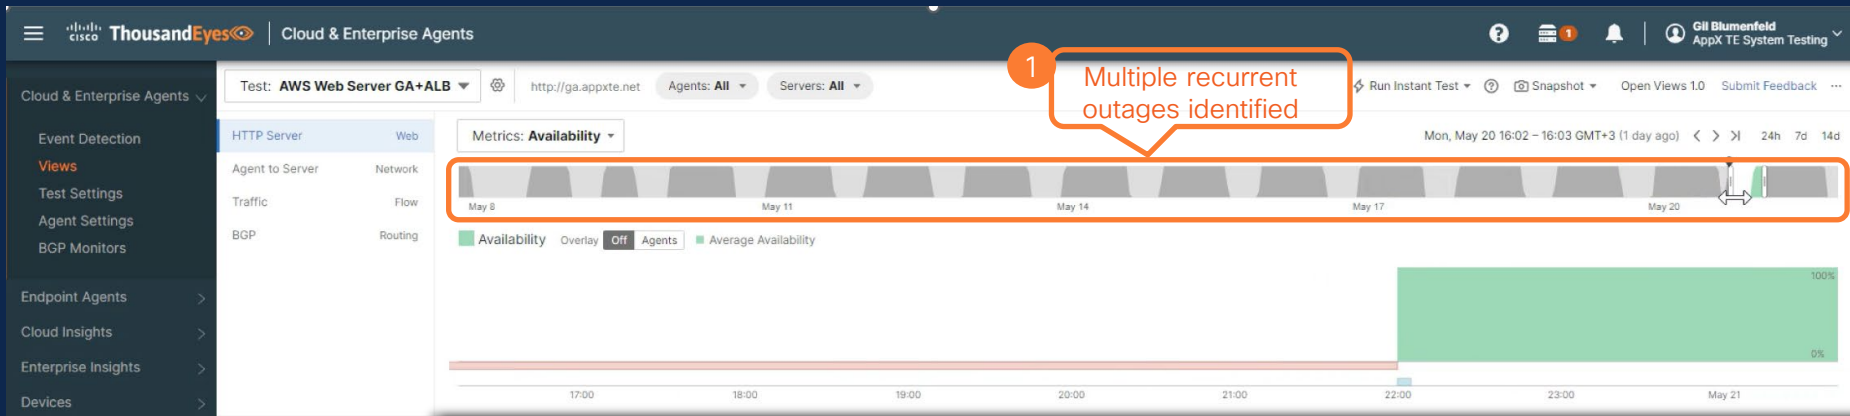 cisco ThousandEyes Cloud & Enterprise Agents
1 Gil Blumenfeld
AppX TE System Testing
1
Multiple recurrent
outages identified
Cloud & Enterprise Agents
Event Detection
Views
Test Settings
Agent Settings
BGP Monitors
Endpoint Agents
Cloud Insights
Enterprise Insights
Devices
Test: AWS Web Server GA+ALB http://ga.appxte.net Agents: All Servers: All
Run Instant Test Snapshot Open Views 1.0 Submit Feedback ...
HTTP Server Web
Agent to Server Network
Traffic Flow
BGP Routing
Metrics: Availability
Mon, May 20 16:02 – 16:03 GMT+3 (1 day ago) 24h 7d 14d
May 8 May 11 May 14 May 17 May 20
Availability Overlay Off Agents Average Availability
100%
0%
17:00 18:00 19:00 20:00 21:00 22:00 23:00 May 21